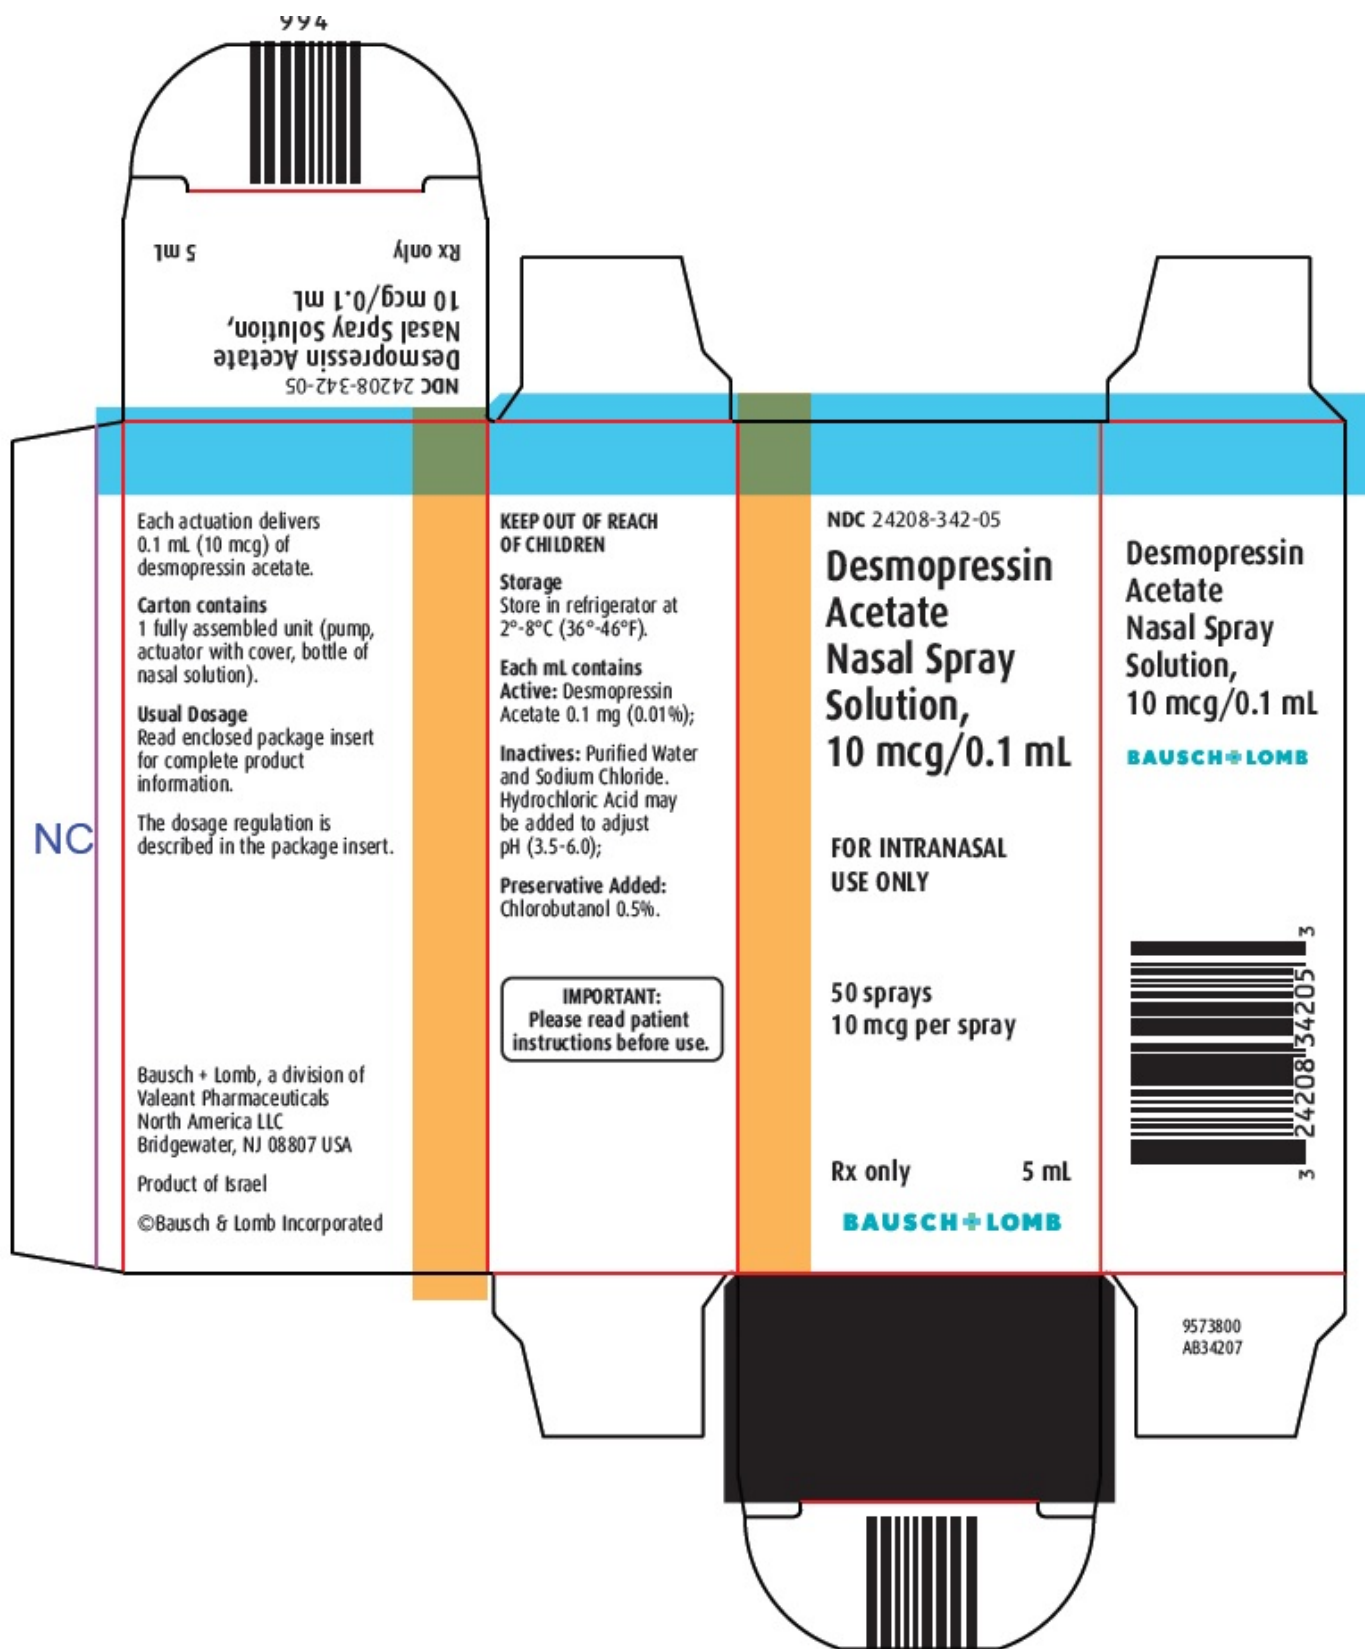 994
5 mL Rx only
10 mcg/0.1 mL
Nasal Spray Solution,
Desmopressin Acetate
NDC 24208-342-05
NC
Each actuation delivers
0.1 mL (10 mcg) of
desmopressin acetate.
Carton contains
1 fully assembled unit (pump,
actuator with cover, bottle of
nasal solution).
Usual Dosage
Read enclosed package insert
for complete product
information.
The dosage regulation is
described in the package insert.
Bausch + Lomb, a division of
Valeant Pharmaceuticals
North America LLC
Bridgewater, NJ 08807 USA
Product of Israel
©Bausch & Lomb Incorporated
KEEP OUT OF REACH
OF CHILDREN
Storage
Store in refrigerator at
2°-8°C (36°-46°F).
Each mL contains
Active: Desmopressin
Acetate 0.1 mg (0.01%);
Inactives: Purified Water
and Sodium Chloride.
Hydrochloric Acid may
be added to adjust
pH (3.5-6.0);
Preservative Added:
Chlorobutanol 0.5%.
IMPORTANT:
Please read patient
instructions before use.
NDC 24208-342-05
Desmopressin
Acetate
Nasal Spray
Solution,
10 mcg/0.1 mL
FOR INTRANASAL
USE ONLY
50 sprays
10 mcg per spray
Rx only 5 mL
BAUSCH+LOMB
Desmopressin
Acetate
Nasal Spray
Solution,
10 mcg/0.1 mL
BAUSCH+LOMB
3 24208 34205 3
9573800
AB34207